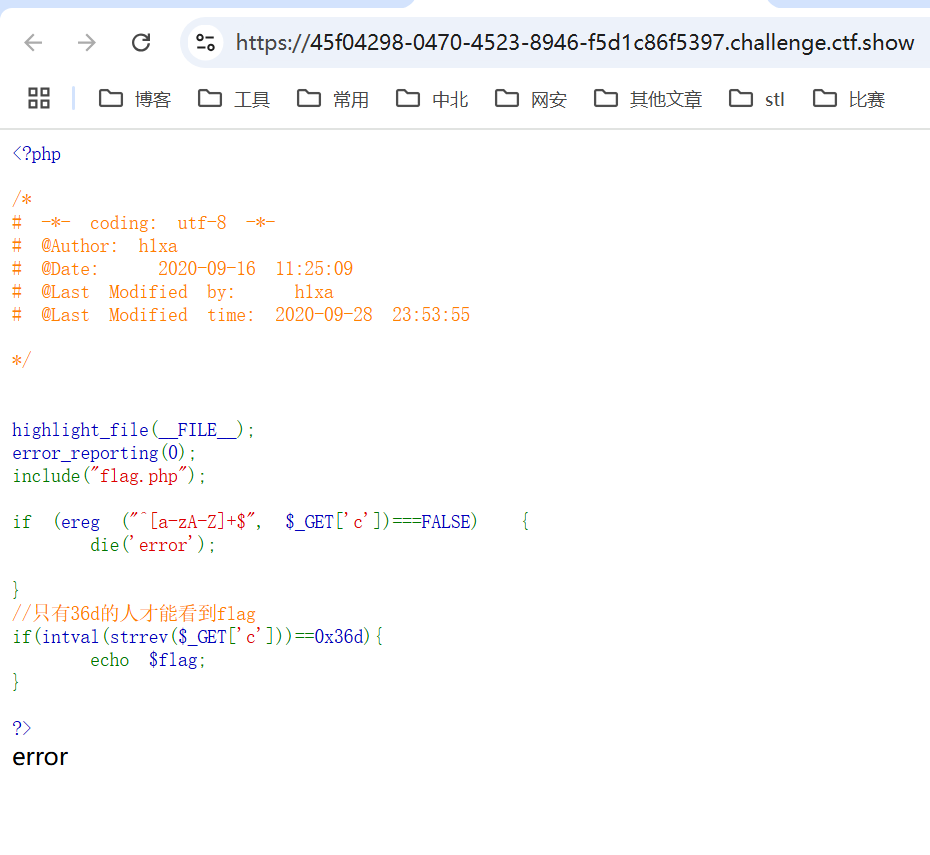 https://45f04298-0470-4523-8946-f5d1c86f5397.challenge.ctf.show
博客 工具 常用 中北 网安 其他文章 stl 比赛
<?php
/*
# -*- coding: utf-8 -*-
# @Author: hlxa
# @Date: 2020-09-16 11:25:09
# @Last Modified by: hlxa
# @Last Modified time: 2020-09-28 23:53:55
*/
highlight_file(__FILE__);
error_reporting(0);
include("flag.php");
if (ereg ("^[a-zA-Z]+$", $_GET['c'])===FALSE) {
die('error');
}
//只有36d的人才能看到flag
if(intval(strrev($_GET['c']))==0x36d){
echo $flag;
}
?>
error